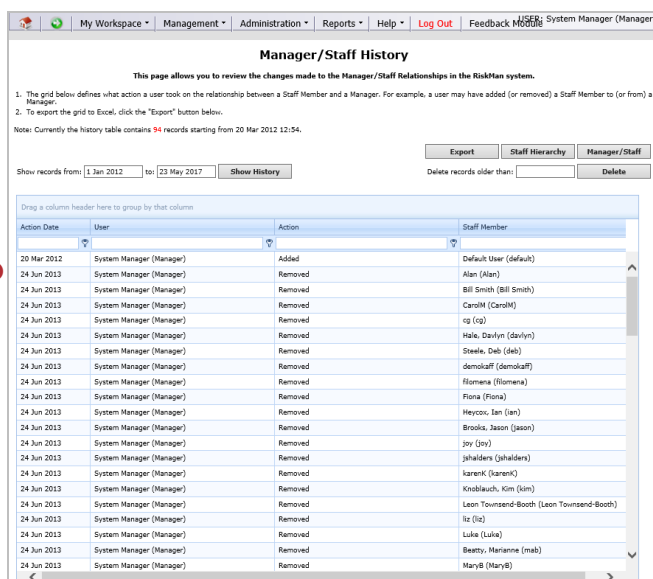 My Workspace Management Administration Reports Help Log Out Feedback Module USER: System Manager (Manager
Manager/Staff History
This page allows you to review the changes made to the Manager/Staff Relationships in the RiskMan system.
1. The grid below defines what action a user took on the relationship between a Staff Member and a Manager. For example, a user may have added (or removed) a Staff Member to (or from) a
Manager.
2. To export the grid to Excel, click the "Export" button below.
Note: Currently the history table contains 94 records starting from 20 Mar 2012 12:54.
Export Staff Hierarchy Manager/Staff
Show records from: 1 Jan 2012 to: 23 May 2017 Show History Delete records older than: Delete
Drag a column header here to group by that column
Action Date User Action Staff Member
20 Mar 2012 System Manager (Manager) Added Default User (default)
24 Jun 2013 System Manager (Manager) Removed Alan (Alan)
24 Jun 2013 System Manager (Manager) Removed Bill Smith (Bill Smith)
24 Jun 2013 System Manager (Manager) Removed CarolM (CarolM)
24 Jun 2013 System Manager (Manager) Removed cg (cg)
24 Jun 2013 System Manager (Manager) Removed Hale, Davlyn (davlyn)
24 Jun 2013 System Manager (Manager) Removed Steele, Deb (deb)
24 Jun 2013 System Manager (Manager) Removed demokaff (demokaff)
24 Jun 2013 System Manager (Manager) Removed filomena (filomena)
24 Jun 2013 System Manager (Manager) Removed Fiona (Fiona)
24 Jun 2013 System Manager (Manager) Removed Heycox, Ian (ian)
24 Jun 2013 System Manager (Manager) Removed Brooks, Jason (jason)
24 Jun 2013 System Manager (Manager) Removed joy (joy)
24 Jun 2013 System Manager (Manager) Removed jshalders (jshalders)
24 Jun 2013 System Manager (Manager) Removed karenK (karenK)
24 Jun 2013 System Manager (Manager) Removed Knoblauch, Kim (kim)
24 Jun 2013 System Manager (Manager) Removed Leon Townsend-Booth (Leon Townsend-Booth)
24 Jun 2013 System Manager (Manager) Removed liz (liz)
24 Jun 2013 System Manager (Manager) Removed Luke (Luke)
24 Jun 2013 System Manager (Manager) Removed Beatty, Marianne (mab)
24 Jun 2013 System Manager (Manager) Removed MaryB (MaryB)